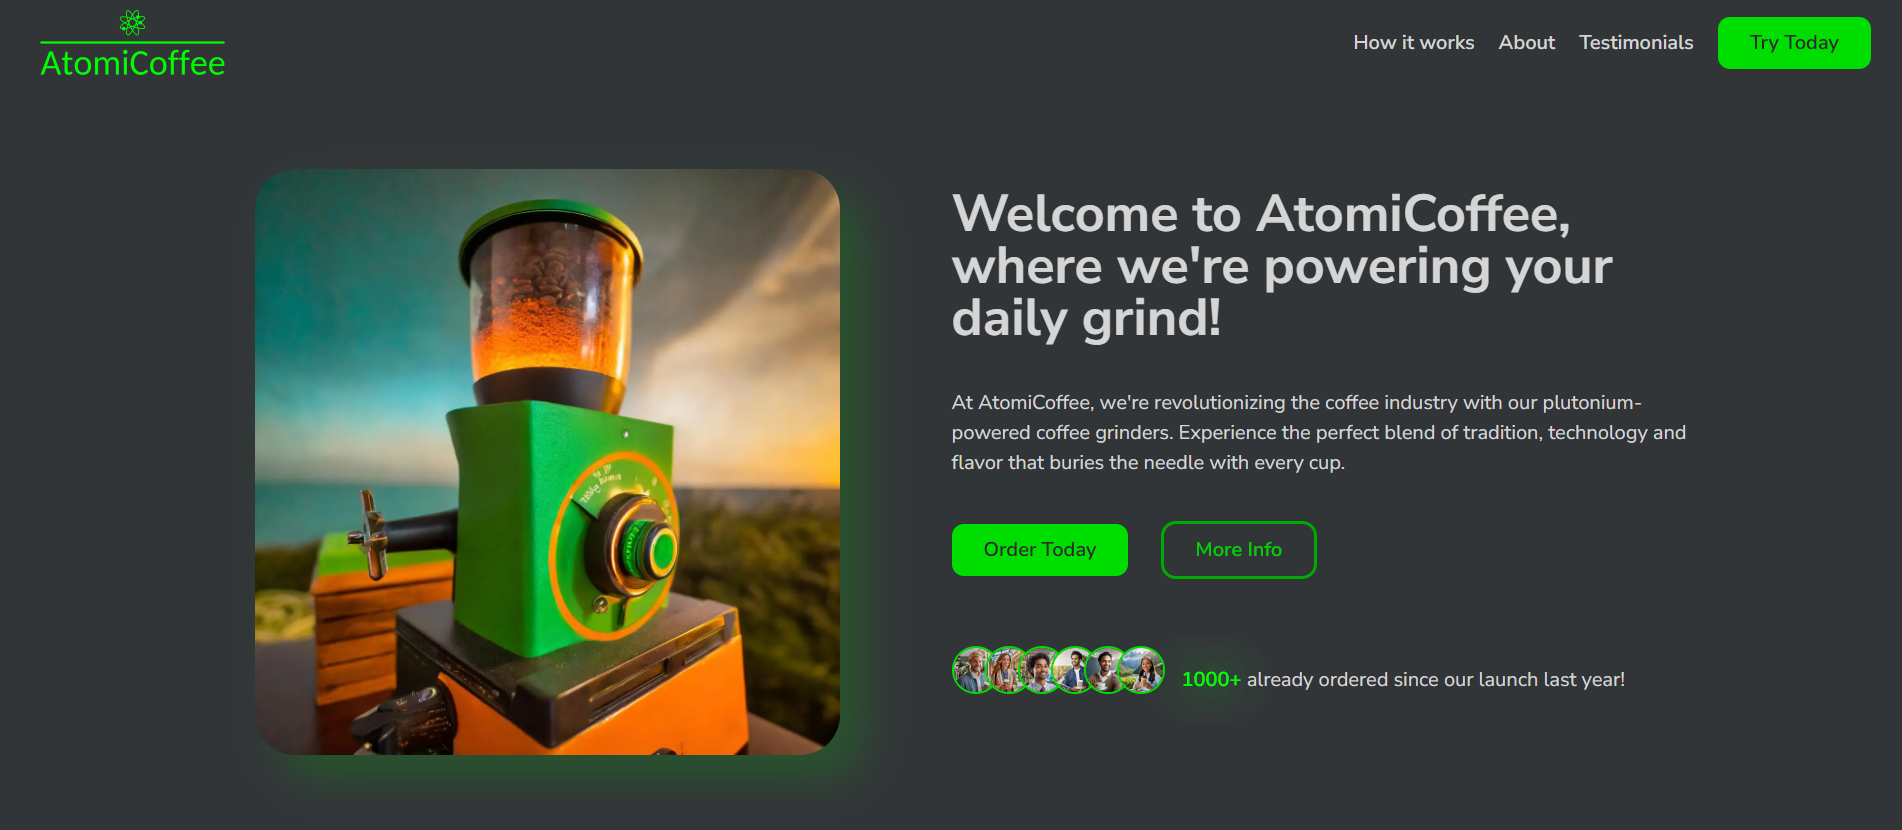 AtomiCoffee
How it works
About
Testimonials
Try Today
Welcome to AtomiCoffee,
where we're powering your
daily grind!
At AtomiCoffee, we're revolutionizing the coffee industry with our plutonium-
powered coffee grinders. Experience the perfect blend of tradition, technology and
flavor that buries the needle with every cup.
Order Today
More Info
1000+ already ordered since our launch last year!